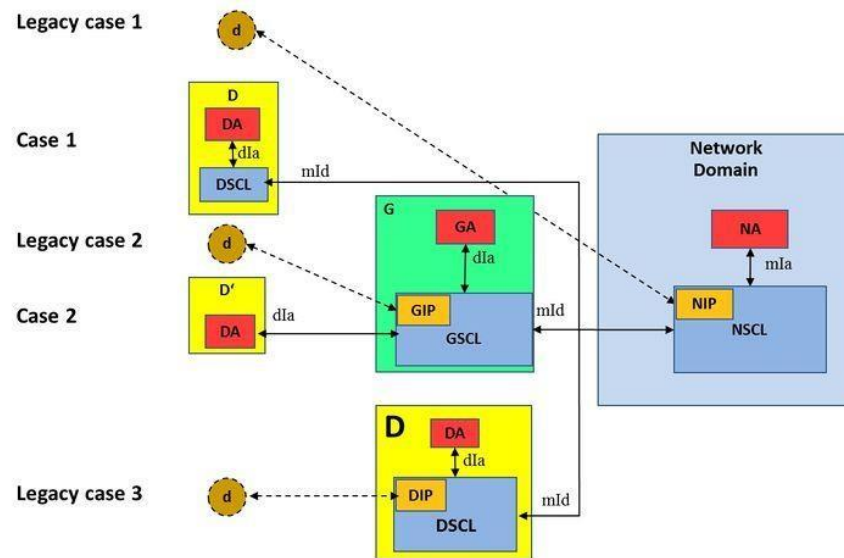 Legacy case 1
d
D
DA
Case 1
dIa
DSCL
mId
Network
Domain
G
GA
NA
Legacy case 2
d
dIa
mIa
D'
GIP
mId
NIP
Case 2
DA
dIa
GSCL
NSCL
D
DA
dIa
Legacy case 3
d
DIP
mId
DSCL